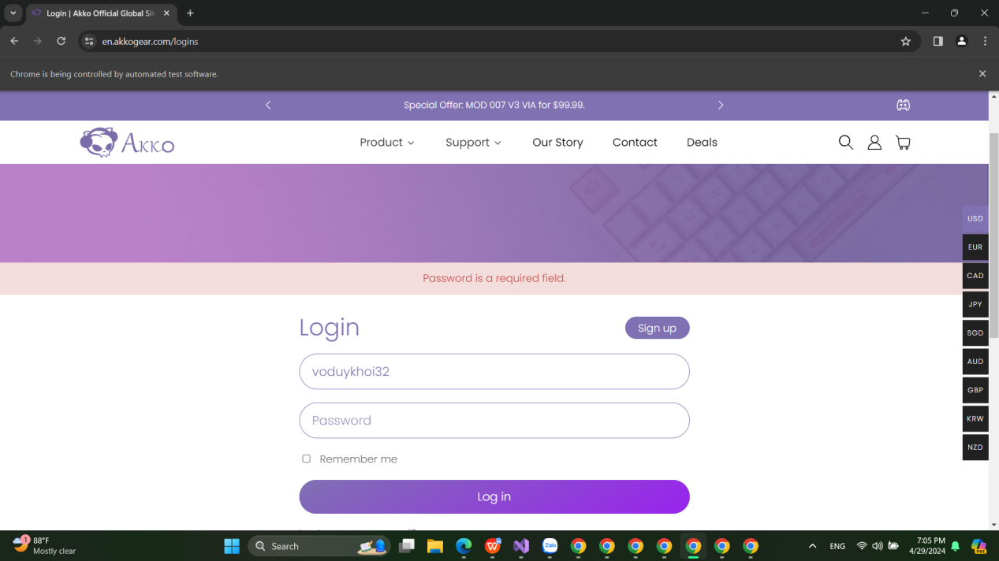 Login | Akko Official Global Sit
en.akkogear.com/logins
Chrome is being controlled by automated test software.
Special Offer: MOD 007 V3 VIA for $99.99.
AKKO
Product
Support
Our Story
Contact
Deals
USD
EUR
CAD
JPY
SGD
AUD
GBP
KRW
NZD
Password is a required field.
Login
Sign up
voduykhoi32
Password
Remember me
Log in
1
88°F
Mostly clear
Search
Zalo
ENG
7:05 PM
4/29/2024